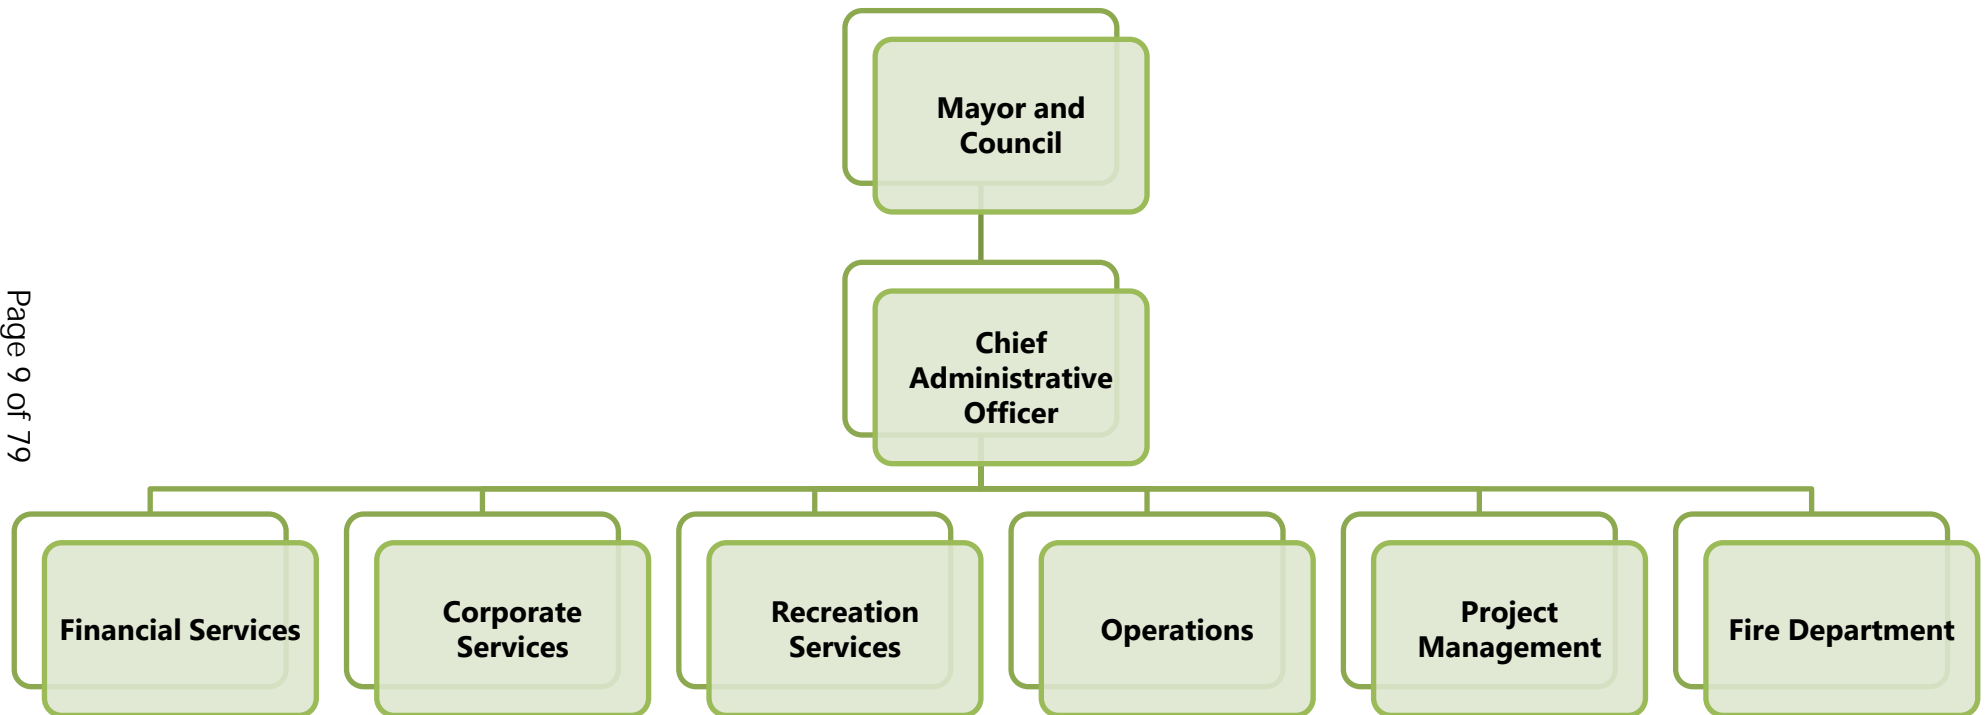 Mayor and
Council
Chief
Administrative
Officer
Financial Services
Corporate
Services
Recreation
Services
Operations
Project
Management
Fire Department
Page 9 of 79